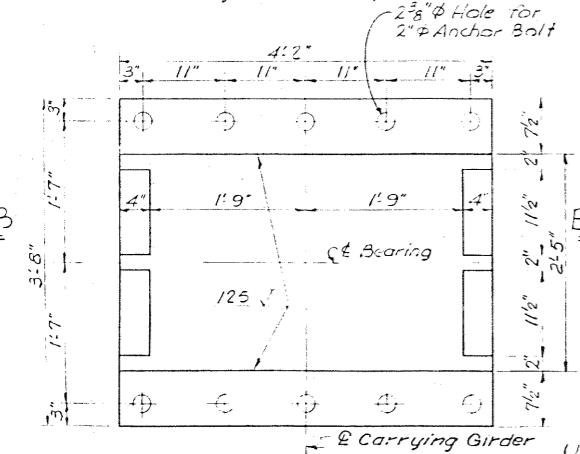 2⅜"Φ Hole for
2"Φ Anchor Bolt
4'-2"
3" 11" 11" 11" 11" 3"
3"
7½"
2"
1'-7"
4" 1'-9" 1'-9" 4"
11½"
3'-8"
℄ Bearing
2"
2'-5"
125 √
11½"
1'-7"
2"
3"
7½"
℄ Carrying Girder